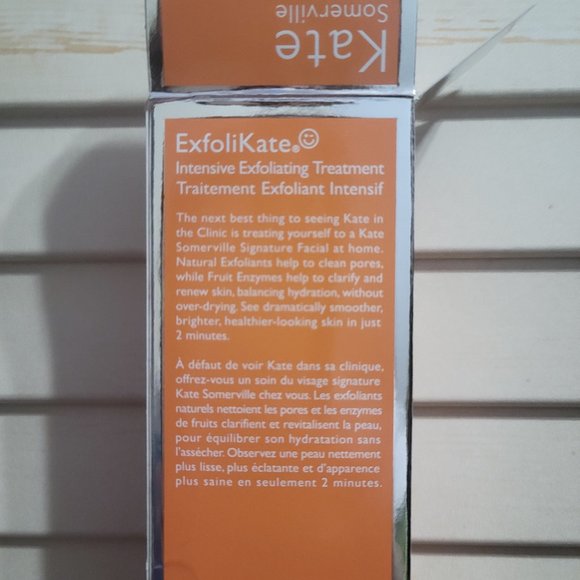 Kate
Somerville
ExfoliKate®
Intensive Exfoliating Treatment
Traitement Exfoliant Intensif
The next best thing to seeing Kate in
the Clinic is treating yourself to a Kate
Somerville Signature Facial at home.
Natural Exfoliants help to clean pores,
while Fruit Enzymes help to clarify and
renew skin, balancing hydration, without
over-drying. See dramatically smoother,
brighter, healthier-looking skin in just
2 minutes.
À défaut de voir Kate dans sa clinique,
offrez-vous un soin du visage signature
Kate Somerville chez vous. Les exfoliants
naturels nettoient les pores et les enzymes
de fruits clarifient et revitalisent la peau,
pour équilibrer son hydratation sans
l'assécher. Observez une peau nettement
plus lisse, plus éclatante et d'apparence
plus saine en seulement 2 minutes.